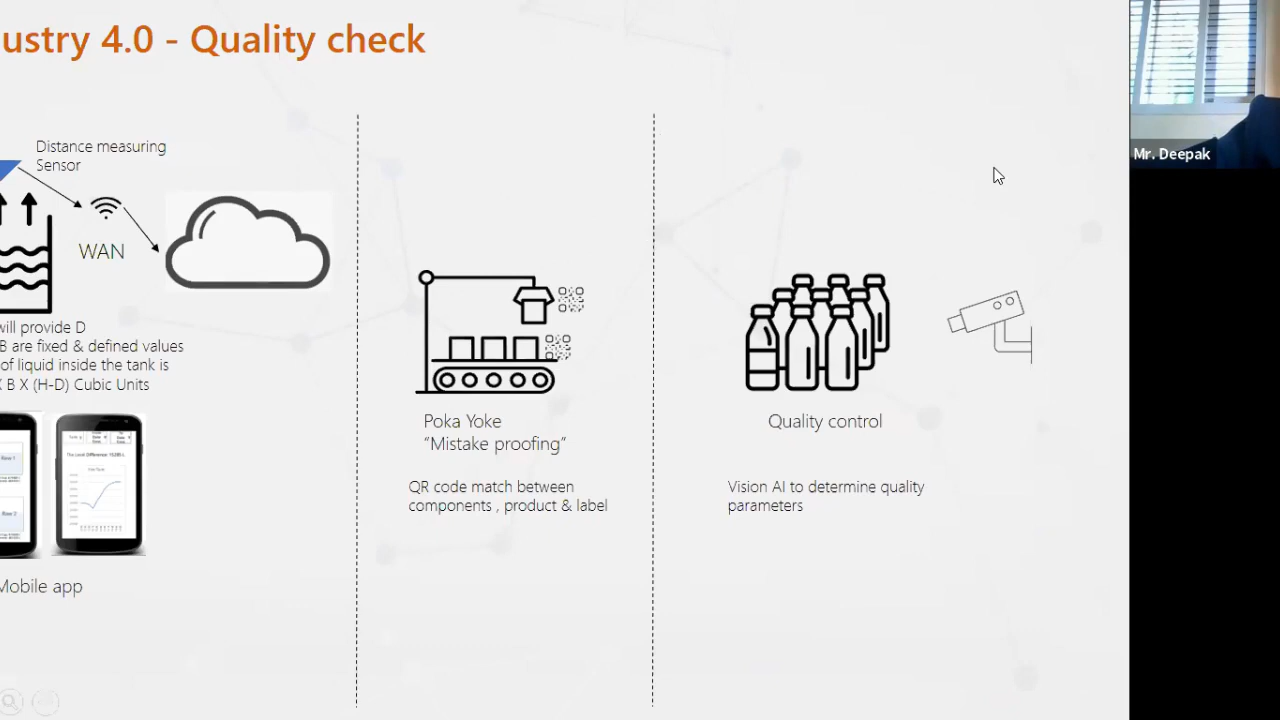 ustry 4.0 - Quality check
Distance measuring
Sensor
WAN
will provide D
B are fixed & defined values
of liquid inside the tank is
X B X (H-D) Cubic Units
Mobile app
Poka Yoke
“Mistake proofing”
QR code match between
components , product & label
Quality control
Vision AI to determine quality
parameters
Mr. Deepak